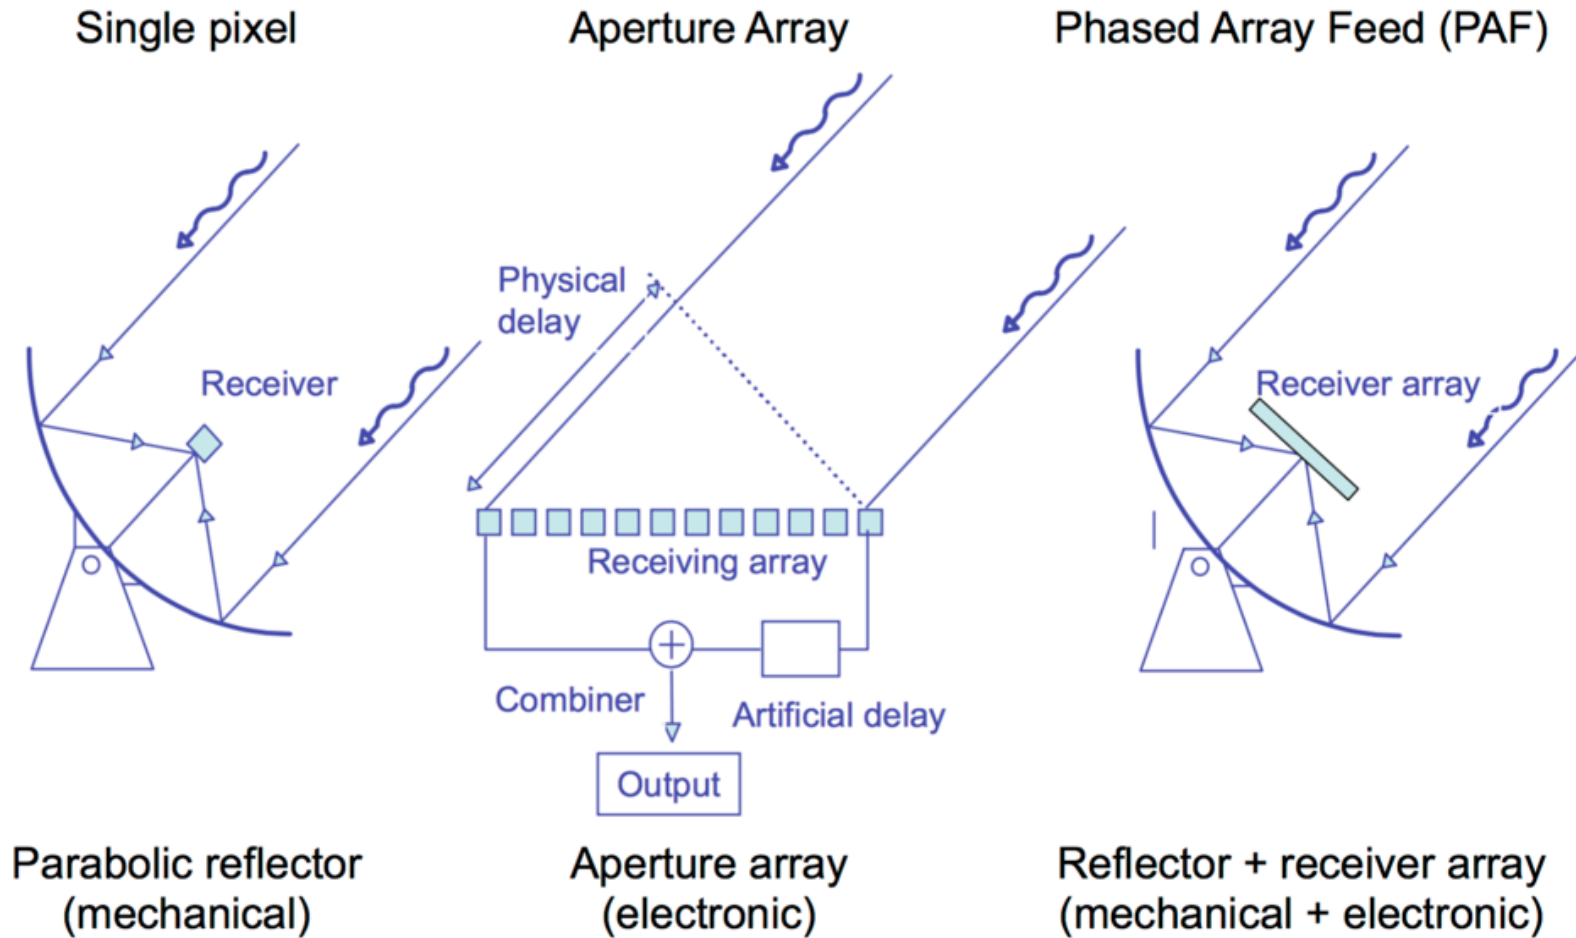 Single pixel
Aperture Array
Phased Array Feed (PAF)
Physical
delay
Receiver
Receiver array
Receiving array
Combiner
Artificial delay
Output
Parabolic reflector
(mechanical)
Aperture array
(electronic)
Reflector + receiver array
(mechanical + electronic)